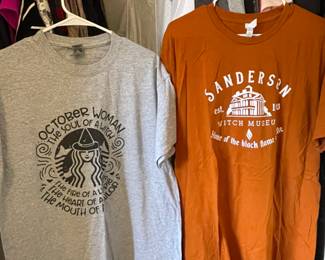 OCTOBER WOMAN
THE SOUL OF A WITCH
THE FIRE OF A
THE HEART OF A
THE MOUTH OF
SANDERSON
est.
WITCH MUSEUM
of the black flame